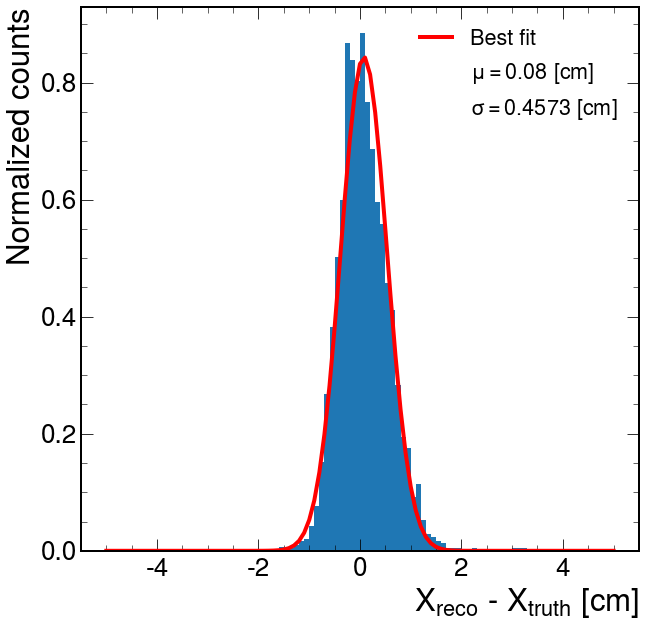 Normalized counts
0.8
0.6
0.4
0.2
0.0
Best fit
μ = 0.08 [cm]
σ = 0.4573 [cm]
-4 -2 0 2 4
Xreco - Xtruth [cm]